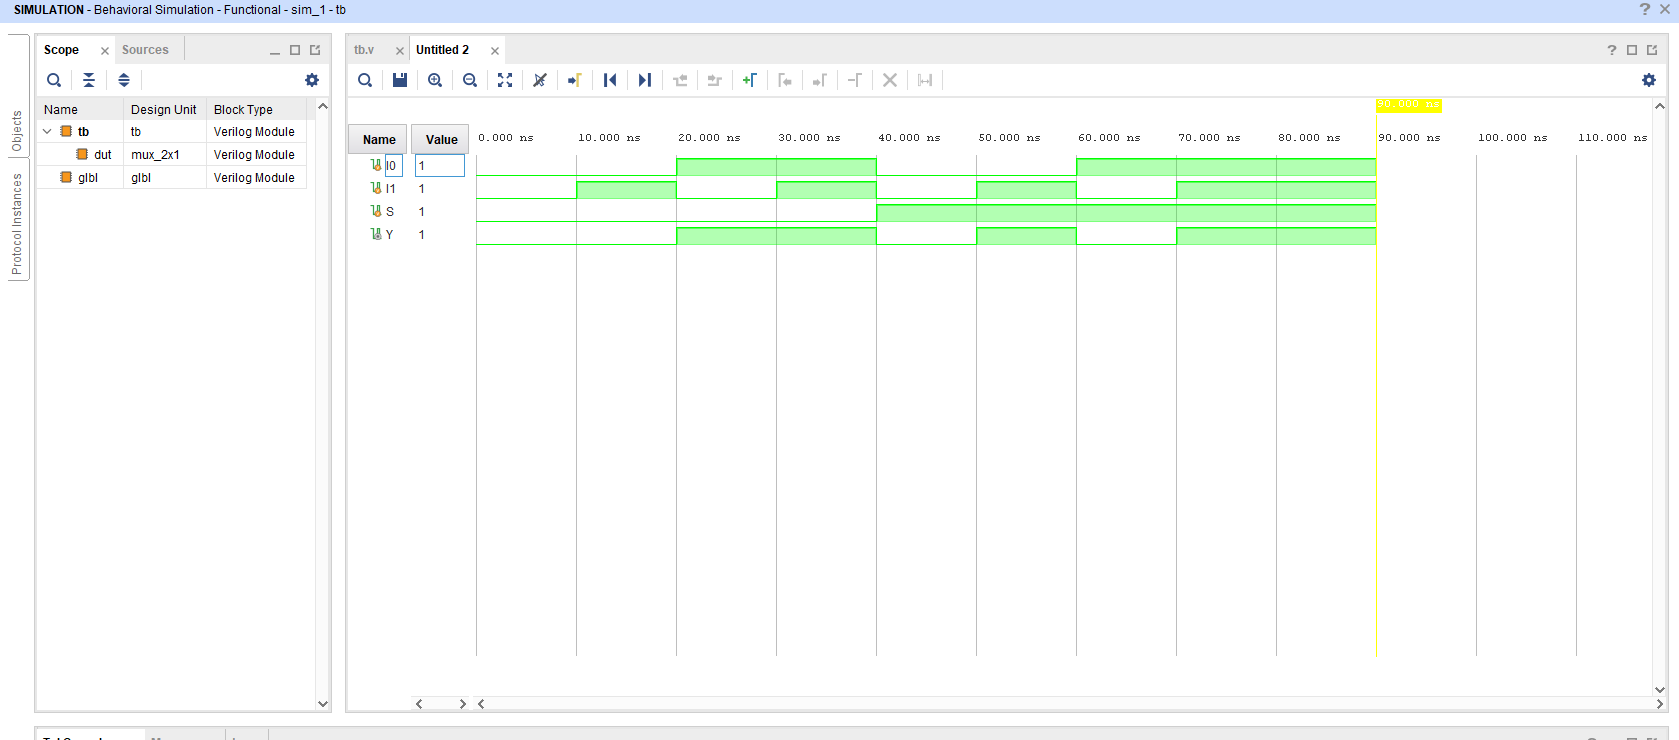 SIMULATION - Behavioral Simulation - Functional - sim_1 - tb
Objects
Protocol Instances
Scope Sources
Name Design Unit Block Type
tb tb Verilog Module
dut mux_2x1 Verilog Module
glbl glbl Verilog Module
tb.v Untitled 2
90.000 ns
Name Value 0.000 ns 10.000 ns 20.000 ns 30.000 ns 40.000 ns 50.000 ns 60.000 ns 70.000 ns 80.000 ns 90.000 ns 100.000 ns 110.000 ns
I0 1
I1 1
S 1
Y 1